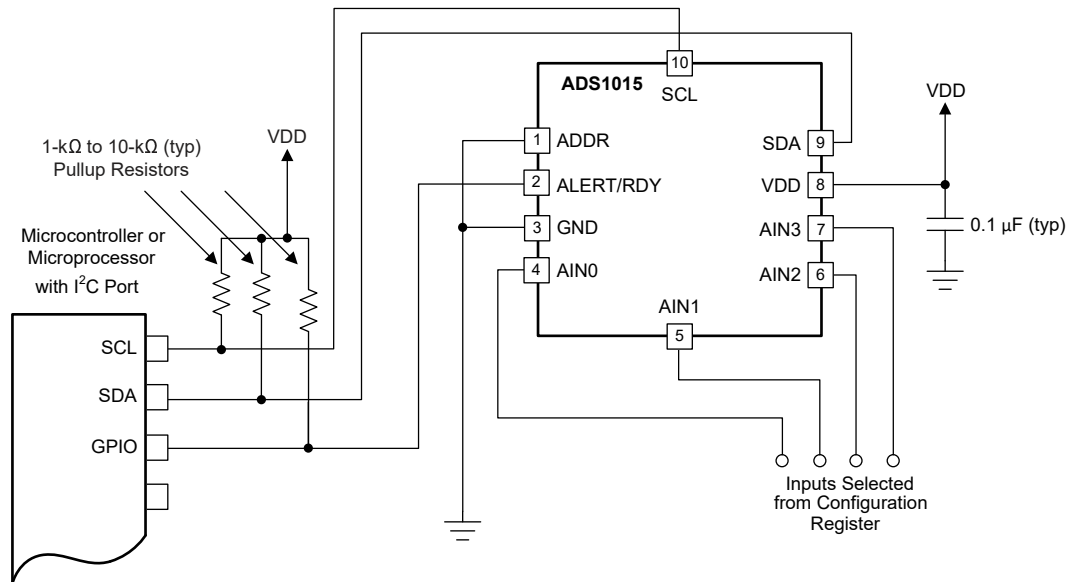 ADS1015
10
SCL
1
ADDR
2
ALERT/RDY
3
GND
4
AIN0
AIN1
5
SDA
9
VDD
8
AIN3
7
AIN2
6
VDD
0.1 µF (typ)
VDD
1-kΩ to 10-kΩ (typ)
Pullup Resistors
Microcontroller or
Microprocessor
with I²C Port
SCL
SDA
GPIO
Inputs Selected
from Configuration
Register